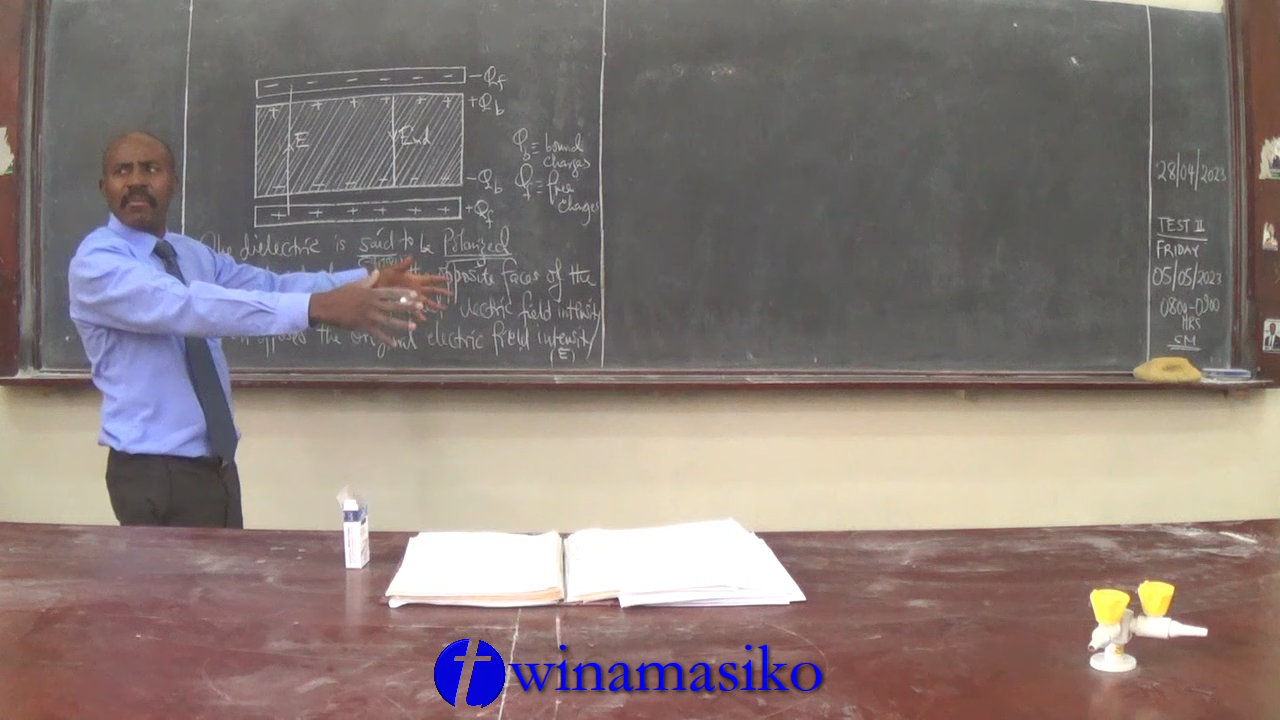 - Qf
+ Qb
E
Eind
Qb ≡ bound
charges
- Qb
Qf ≡ free
charges
+ Qf
The dielectric is said to be Polarized
opposite faces of the
electric field intensity
opposes the original electric field intensity
(E)
28/04/2023
TEST II
FRIDAY
05/05/2023
0800-0900
HRS
SM
twinamasiko